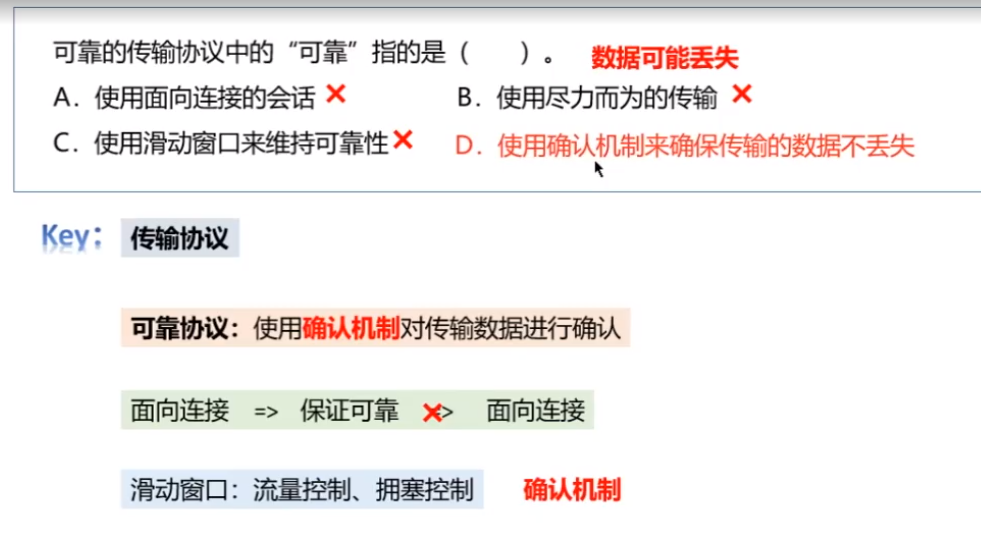 可靠的传输协议中的“可靠”指的是（　　）。 数据可能丢失
A．使用面向连接的会话 × B．使用尽力而为的传输 ×
C．使用滑动窗口来维持可靠性× D．使用确认机制来确保传输的数据不丢失
Key： 传输协议
可靠协议：使用确认机制对传输数据进行确认
面向连接 => 保证可靠 => 面向连接
滑动窗口：流量控制、拥塞控制 确认机制